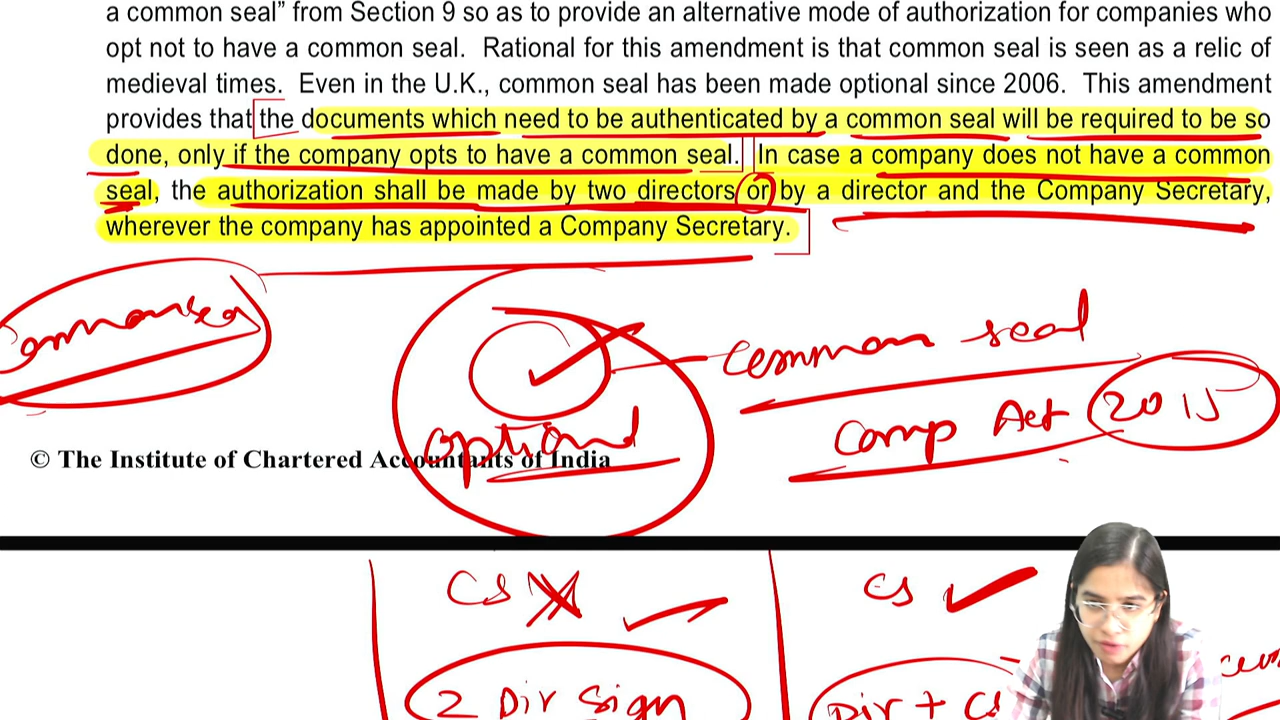 a common seal” from Section 9 so as to provide an alternative mode of authorization for companies who
opt not to have a common seal. Rational for this amendment is that common seal is seen as a relic of
medieval times. Even in the U.K., common seal has been made optional since 2006. This amendment
provides that the documents which need to be authenticated by a common seal will be required to be so
done, only if the company opts to have a common seal. In case a company does not have a common
seal, the authorization shall be made by two directors or by a director and the Company Secretary,
wherever the company has appointed a Company Secretary.
common seal
Comp Act 2015
optional
© The Institute of Chartered Accountants of India
CS
CS
2 Dir Sign
Dir + CS